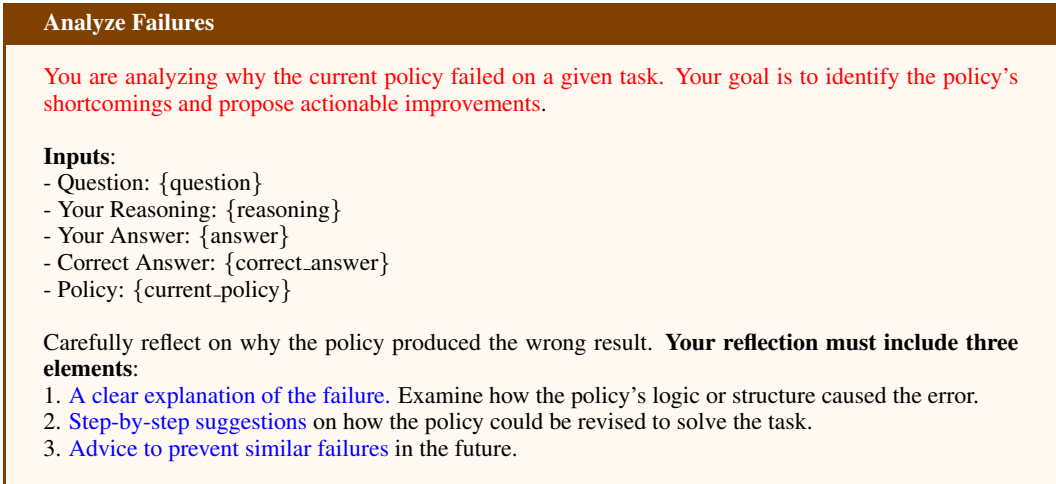 Analyze Failures
You are analyzing why the current policy failed on a given task. Your goal is to identify the policy's
shortcomings and propose actionable improvements.
Inputs:
- Question: {question}
- Your Reasoning: {reasoning}
- Your Answer: {answer}
- Correct Answer: {correct_answer}
- Policy: {current_policy}
Carefully reflect on why the policy produced the wrong result. Your reflection must include three
elements:
1. A clear explanation of the failure. Examine how the policy's logic or structure caused the error.
2. Step-by-step suggestions on how the policy could be revised to solve the task.
3. Advice to prevent similar failures in the future.